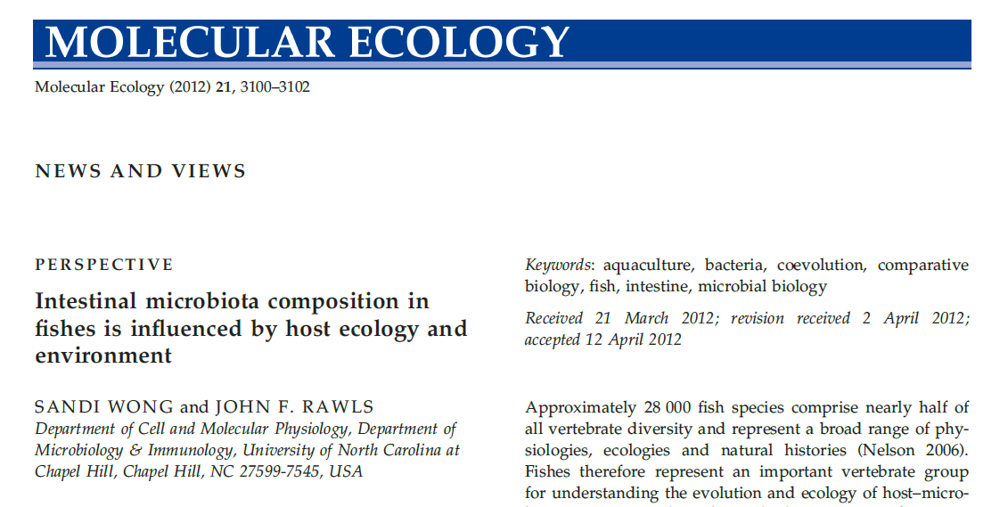 MOLECULAR ECOLOGY
Molecular Ecology (2012) 21, 3100–3102
NEWS AND VIEWS
PERSPECTIVE
Intestinal microbiota composition in
fishes is influenced by host ecology and
environment
SANDI WONG and JOHN F. RAWLS
Department of Cell and Molecular Physiology, Department of
Microbiology & Immunology, University of North Carolina at
Chapel Hill, Chapel Hill, NC 27599-7545, USA
Keywords: aquaculture, bacteria, coevolution, comparative
biology, fish, intestine, microbial biology
Received 21 March 2012; revision received 2 April 2012;
accepted 12 April 2012
Approximately 28 000 fish species comprise nearly half of
all vertebrate diversity and represent a broad range of phy-
siologies, ecologies and natural histories (Nelson 2006).
Fishes therefore represent an important vertebrate group
for understanding the evolution and ecology of host–micro-